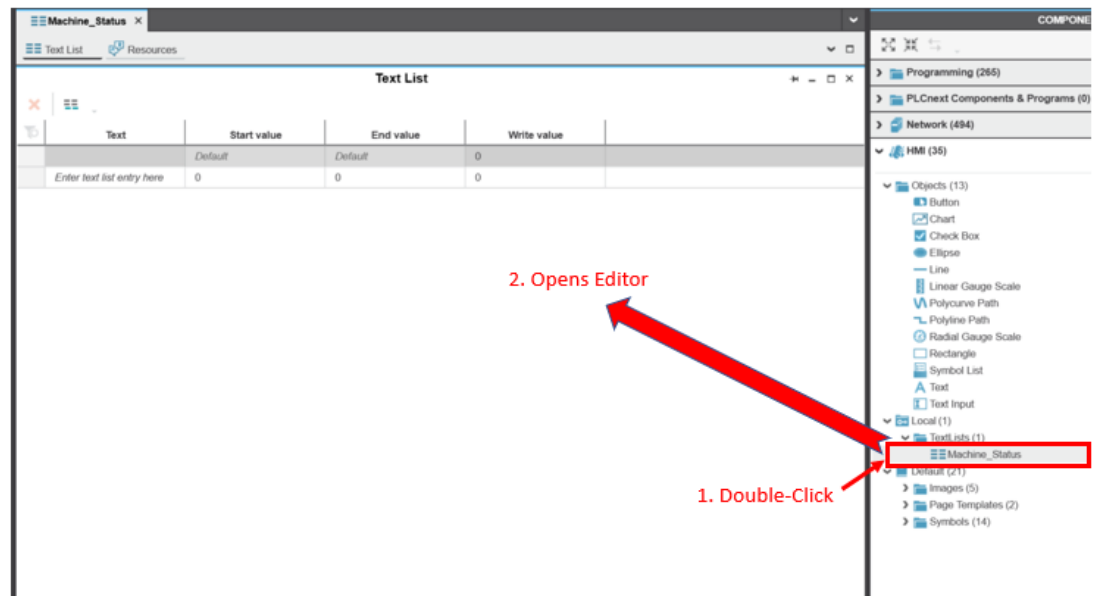 Machine_Status
COMPONE
Text List Resources
Text List
Programming (265)
PLCnext Components & Programs (0)
Text Start value End value Write value
Network (494)
Default Default 0
HMI (35)
Enter text list entry here 0 0 0
Objects (13)
Button
Chart
Check Box
Ellipse
Line
2. Opens Editor
Linear Gauge Scale
Polycurve Path
Polyline Path
Radial Gauge Scale
Rectangle
Symbol List
Text
Text Input
Local (1)
TextLists (1)
Machine_Status
Default (21)
1. Double-Click
Images (5)
Page Templates (2)
Symbols (14)